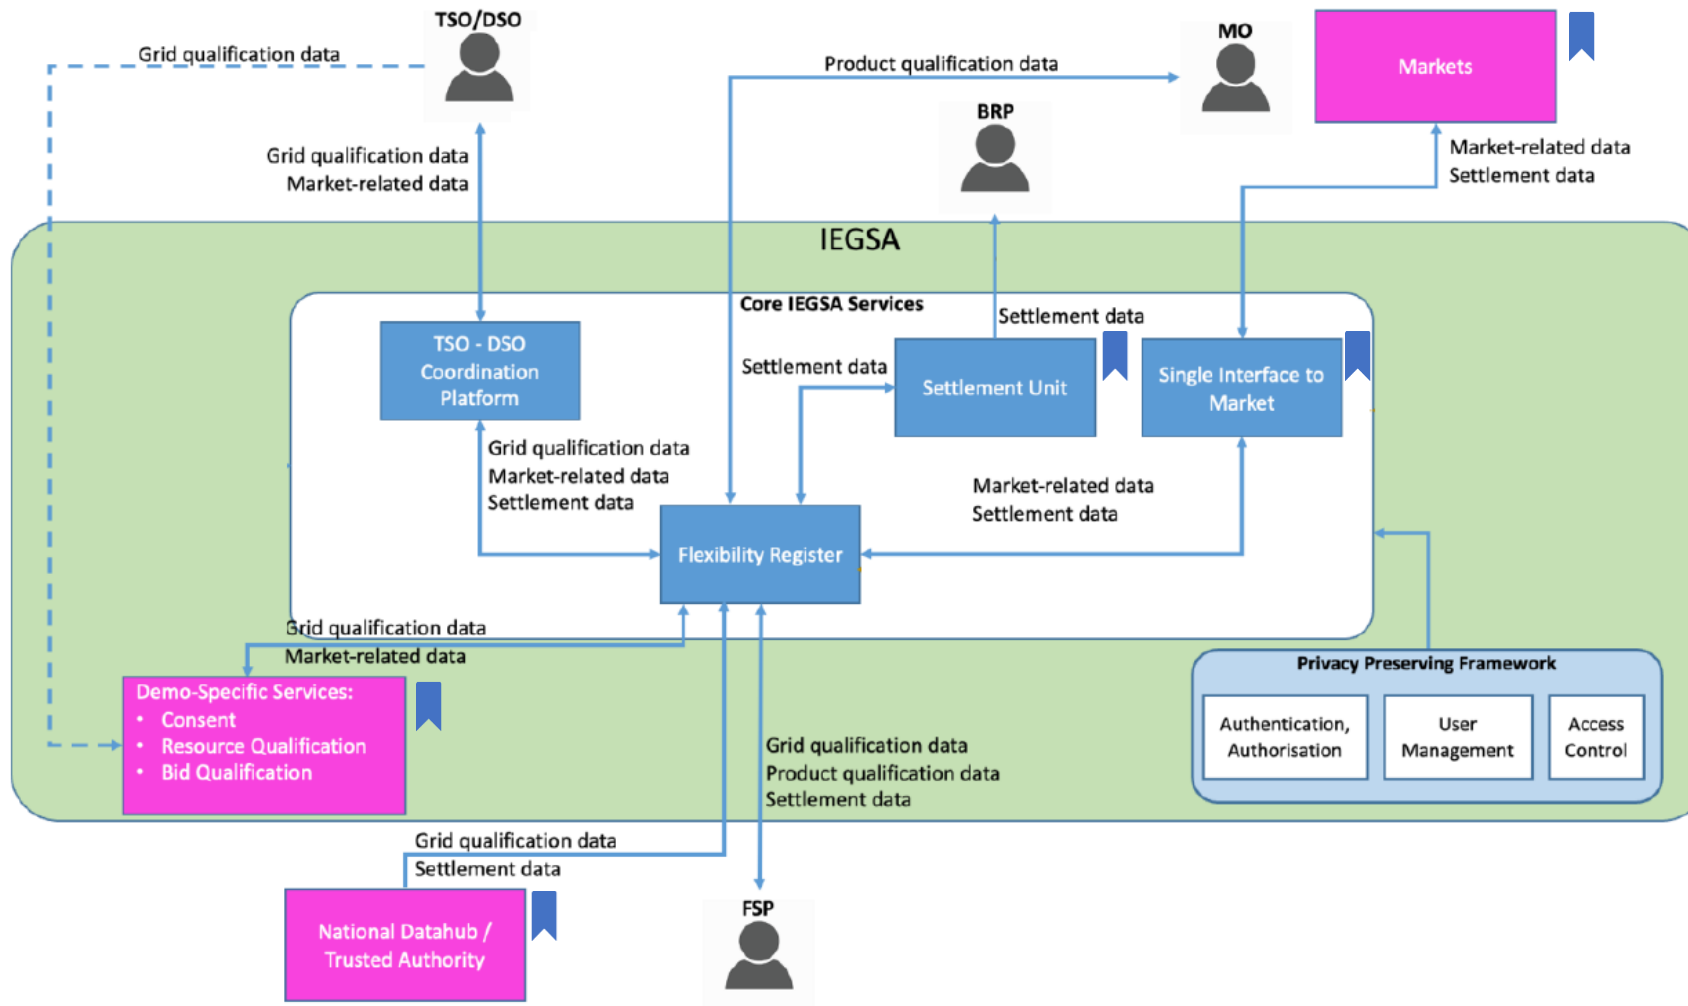 TSO/DSO
Grid qualification data
MO
Product qualification data
Markets
BRP
Grid qualification data
Market-related data
Market-related data
Settlement data
IEGSA
Core IEGSA Services
Settlement data
TSO - DSO
Coordination
Platform
Settlement data
Settlement Unit
Single Interface to
Market
Grid qualification data
Market-related data
Settlement data
Market-related data
Settlement data
Flexibility Register
Grid qualification data
Market-related data
Privacy Preserving Framework
Authentication,
Authorisation
User
Management
Access
Control
Demo-Specific Services:
• Consent
• Resource Qualification
• Bid Qualification
Grid qualification data
Product qualification data
Settlement data
Grid qualification data
Settlement data
National Datahub /
Trusted Authority
FSP